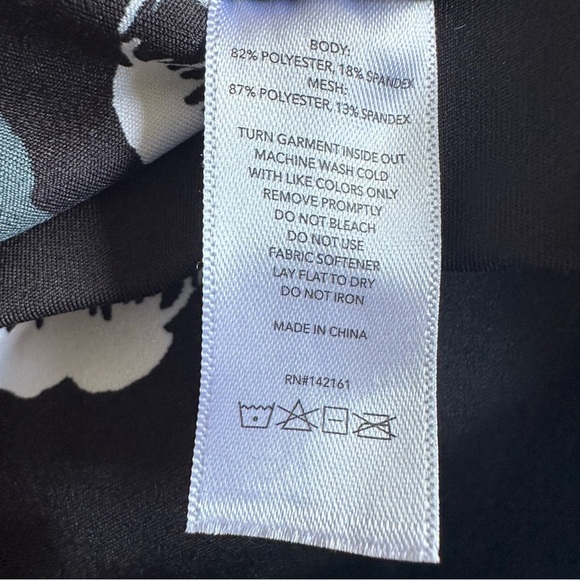 BODY:
82% POLYESTER, 18% SPANDEX
MESH:
87% POLYESTER, 13% SPANDEX
TURN GARMENT INSIDE OUT
MACHINE WASH COLD
WITH LIKE COLORS ONLY
REMOVE PROMPTLY
DO NOT BLEACH
DO NOT USE
FABRIC SOFTENER
LAY FLAT TO DRY
DO NOT IRON
MADE IN CHINA
RN#142161